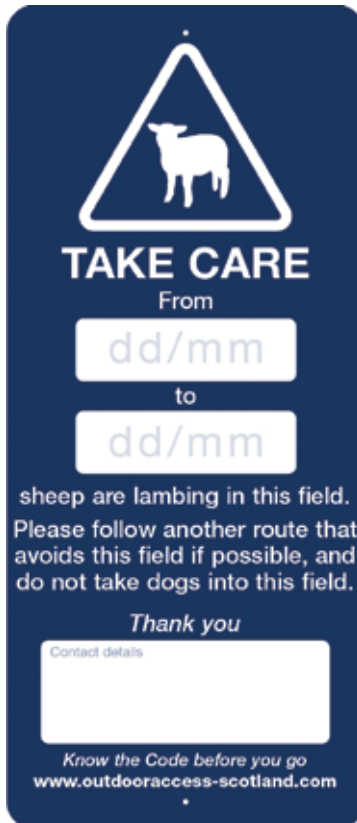 TAKE CARE
From
dd/mm
to
dd/mm
sheep are lambing in this field.
Please follow another route that
avoids this field if possible, and
do not take dogs into this field.
Thank you
Contact details
Know the Code before you go
www.outdooraccess-scotland.com